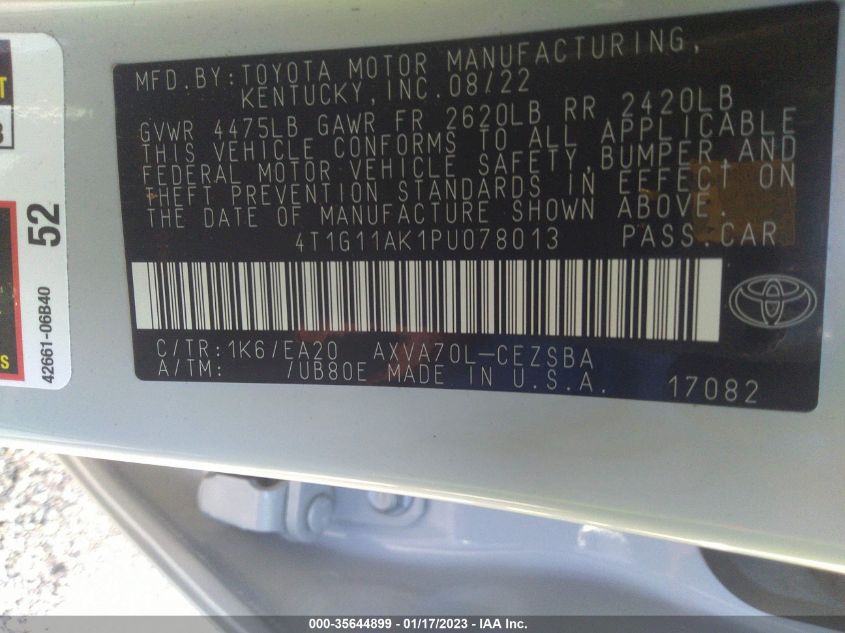 MFD.BY:TOYOTA MOTOR MANUFACTURING,
KENTUCKY,INC.08/22
GVWR 4475LB GAWR FR 2620LB RR 2420LB
THIS VEHICLE CONFORMS TO ALL APPLICABLE
FEDERAL MOTOR VEHICLE SAFETY,BUMPER,AND
THEFT PREVENTION STANDARDS IN EFFECT ON
THE DATE OF MANUFACTURE SHOWN ABOVE.
4T1G11AK1PU078013 PASS.CAR
C/TR:1K6/EA20 AXVA70L-CEZSBA
A/TM: /UB80E MADE IN U.S.A. 17082
52
42661-06B40
000-35644899 — 01/17/2023 — IAA Inc.